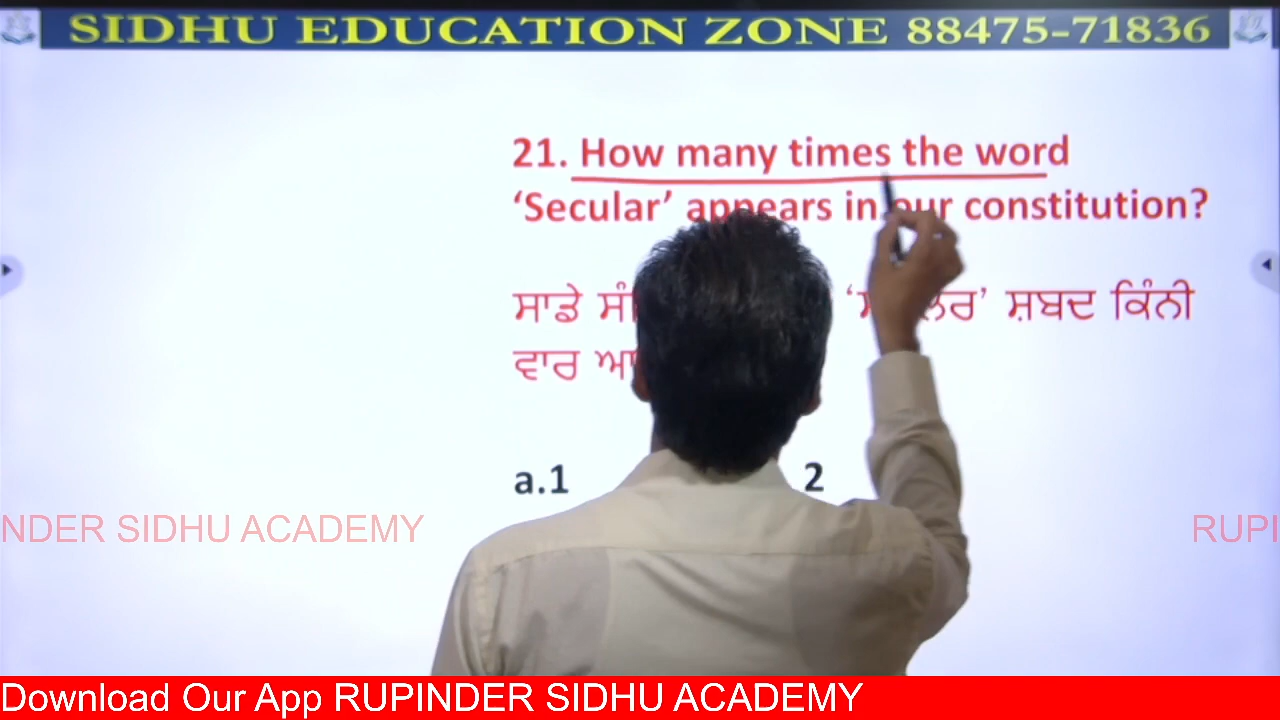 SIDHU EDUCATION ZONE 88475-71836
21. How many times the word
‘Secular’ appears in our constitution?
ਸਾਡੇ ਸ਼ਬਦ ਕਿੰਨੀ
ਵਾਰ
a.1 2
NDER SIDHU ACADEMY RUPI
Download Our App RUPINDER SIDHU ACADEMY